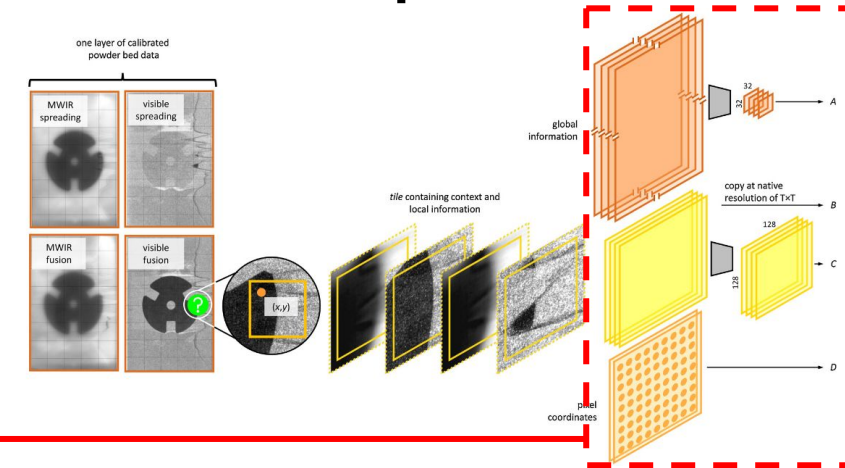 one layer of calibrated
powder bed data
MWIR
spreading
visible
spreading
MWIR
fusion
visible
fusion
?
(x,y)
tile containing context and
local information
global
information
32
32
A
copy at native
resolution of T×T
B
128
128
C
pixel
coordinates
D